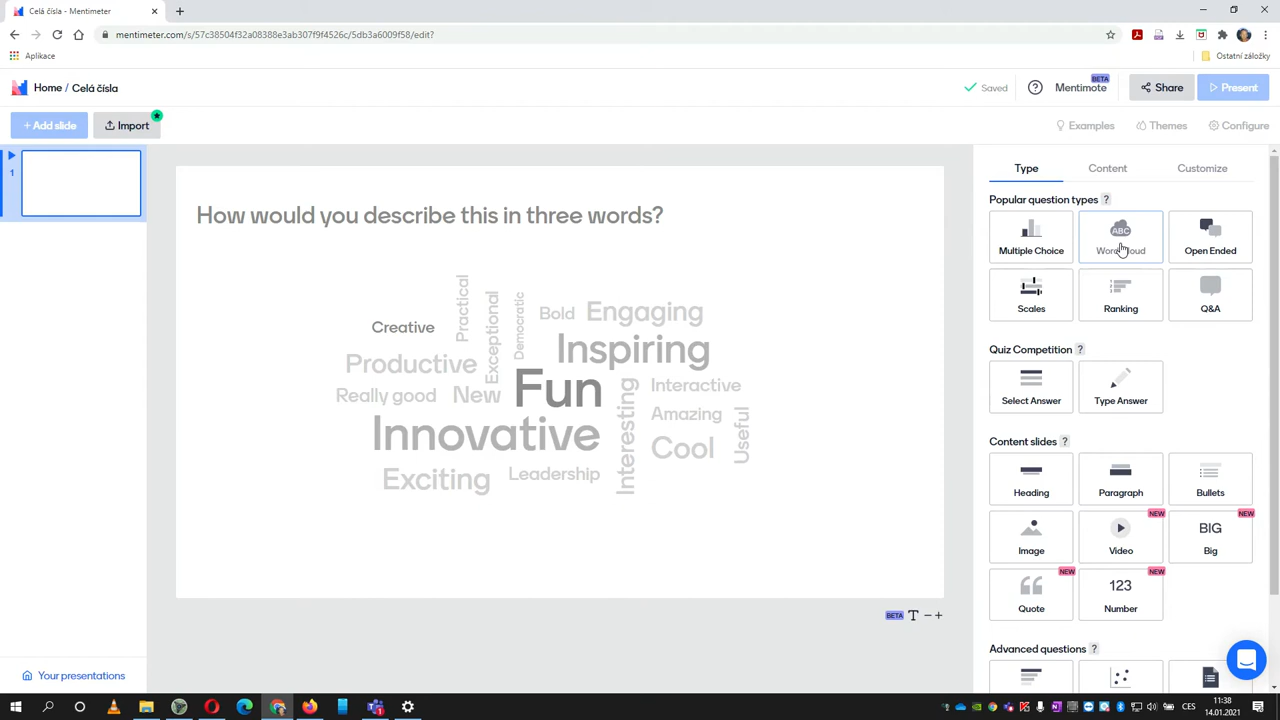 Celá čísla - Mentimeter
mentimeter.com/s/57c38504f32a08388e3ab307f9f4526c/5db3a6009f58/edit?
Aplikace
Ostatní záložky
Home / Celá čísla
Saved
Mentimote
BETA
Share
Present
+ Add slide
Import
Examples
Themes
Configure
1
Type
Content
Customize
How would you describe this in three words?
Creative
Practical
Exceptional
Democratic
Bold
Engaging
Productive
Inspiring
Really good
New
Fun
Interactive
Innovative
Interesting
Amazing
Useful
Cool
Exciting
Leadership
BETA
Popular question types ?
Multiple Choice
ABC
Word Cloud
Open Ended
Scales
Ranking
Q&A
Quiz Competition ?
Select Answer
Type Answer
Content slides ?
Heading
Paragraph
Bullets
Image
NEW
Video
NEW
BIG
Big
NEW
Quote
NEW
123
Number
Advanced questions ?
Your presentations
CES
11:38
14.01.2021